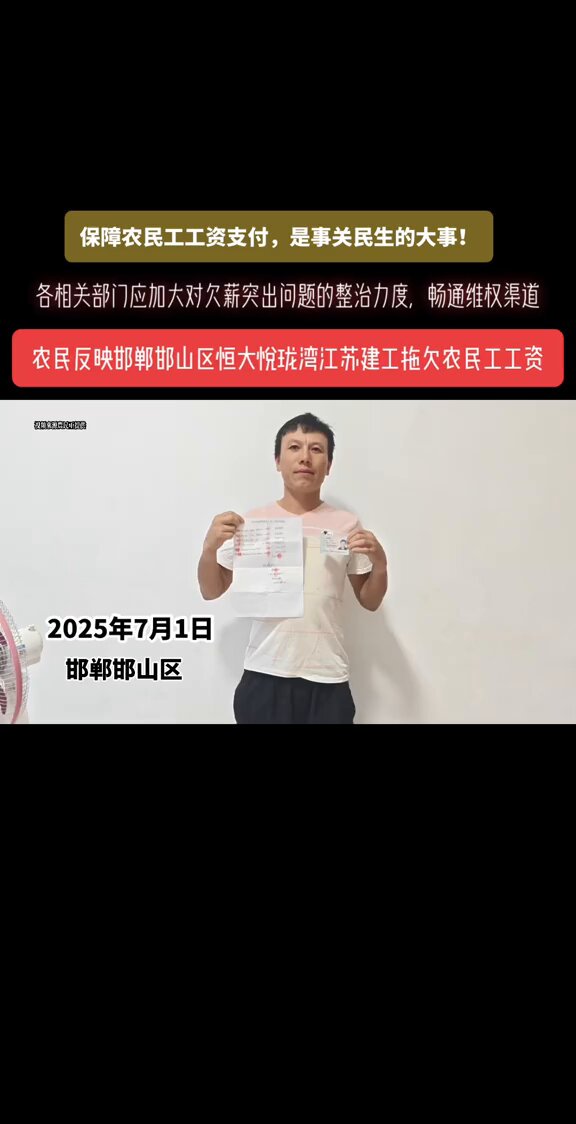 保障农民工工资支付，是事关民生的大事！
各相关部门应加大对欠薪突出问题的整治力度，畅通维权渠道
农民反映邯郸邯山区恒大悦珑湾江苏建工拖欠农民工工资
2025年7月1日
邯郸邯山区